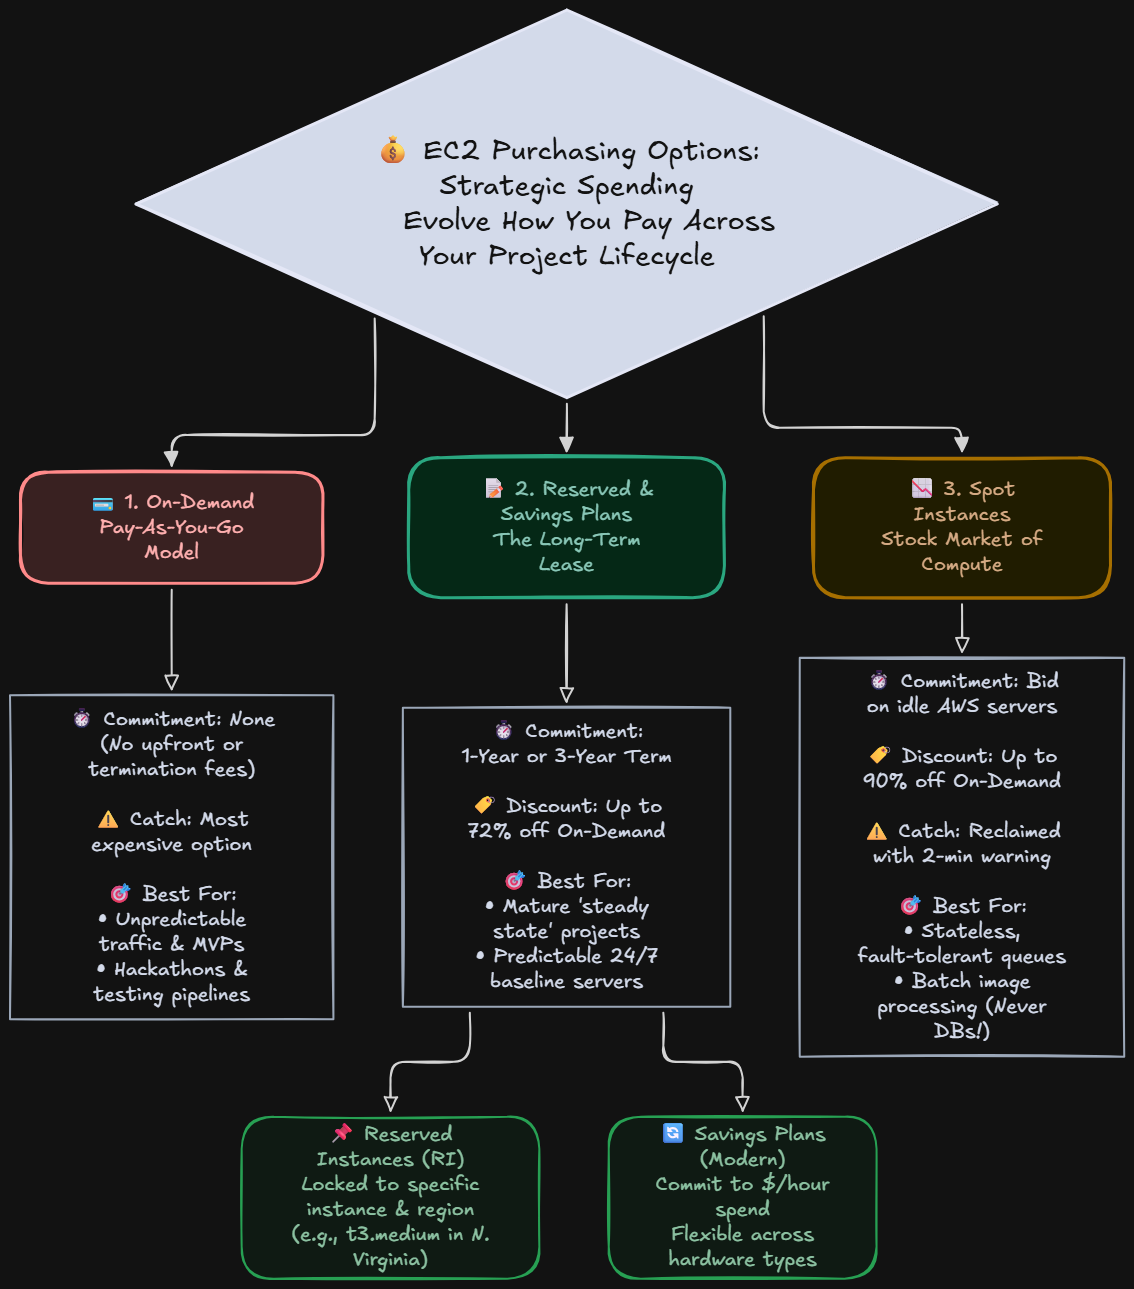 💰 EC2 Purchasing Options:
Strategic Spending
Evolve How You Pay Across
Your Project Lifecycle
💳 1. On-Demand
Pay-As-You-Go
Model
📝 2. Reserved &
Savings Plans
The Long-Term
Lease
📉 3. Spot
Instances
Stock Market of
Compute
⏱️ Commitment: None
(No upfront or
termination fees)
⚠️ Catch: Most
expensive option
🎯 Best For:
• Unpredictable
traffic & MVPs
• Hackathons &
testing pipelines
⏱️ Commitment:
1-Year or 3-Year Term
🏷️ Discount: Up to
72% off On-Demand
🎯 Best For:
• Mature 'steady
state' projects
• Predictable 24/7
baseline servers
⏱️ Commitment: Bid
on idle AWS servers
🏷️ Discount: Up to
90% off On-Demand
⚠️ Catch: Reclaimed
with 2-min warning
🎯 Best For:
• Stateless,
fault-tolerant queues
• Batch image
processing (Never
DBs!)
📌 Reserved
Instances (RI)
Locked to specific
instance & region
(e.g., t3.medium in N.
Virginia)
🔄 Savings Plans
(Modern)
Commit to $/hour
spend
Flexible across
hardware types